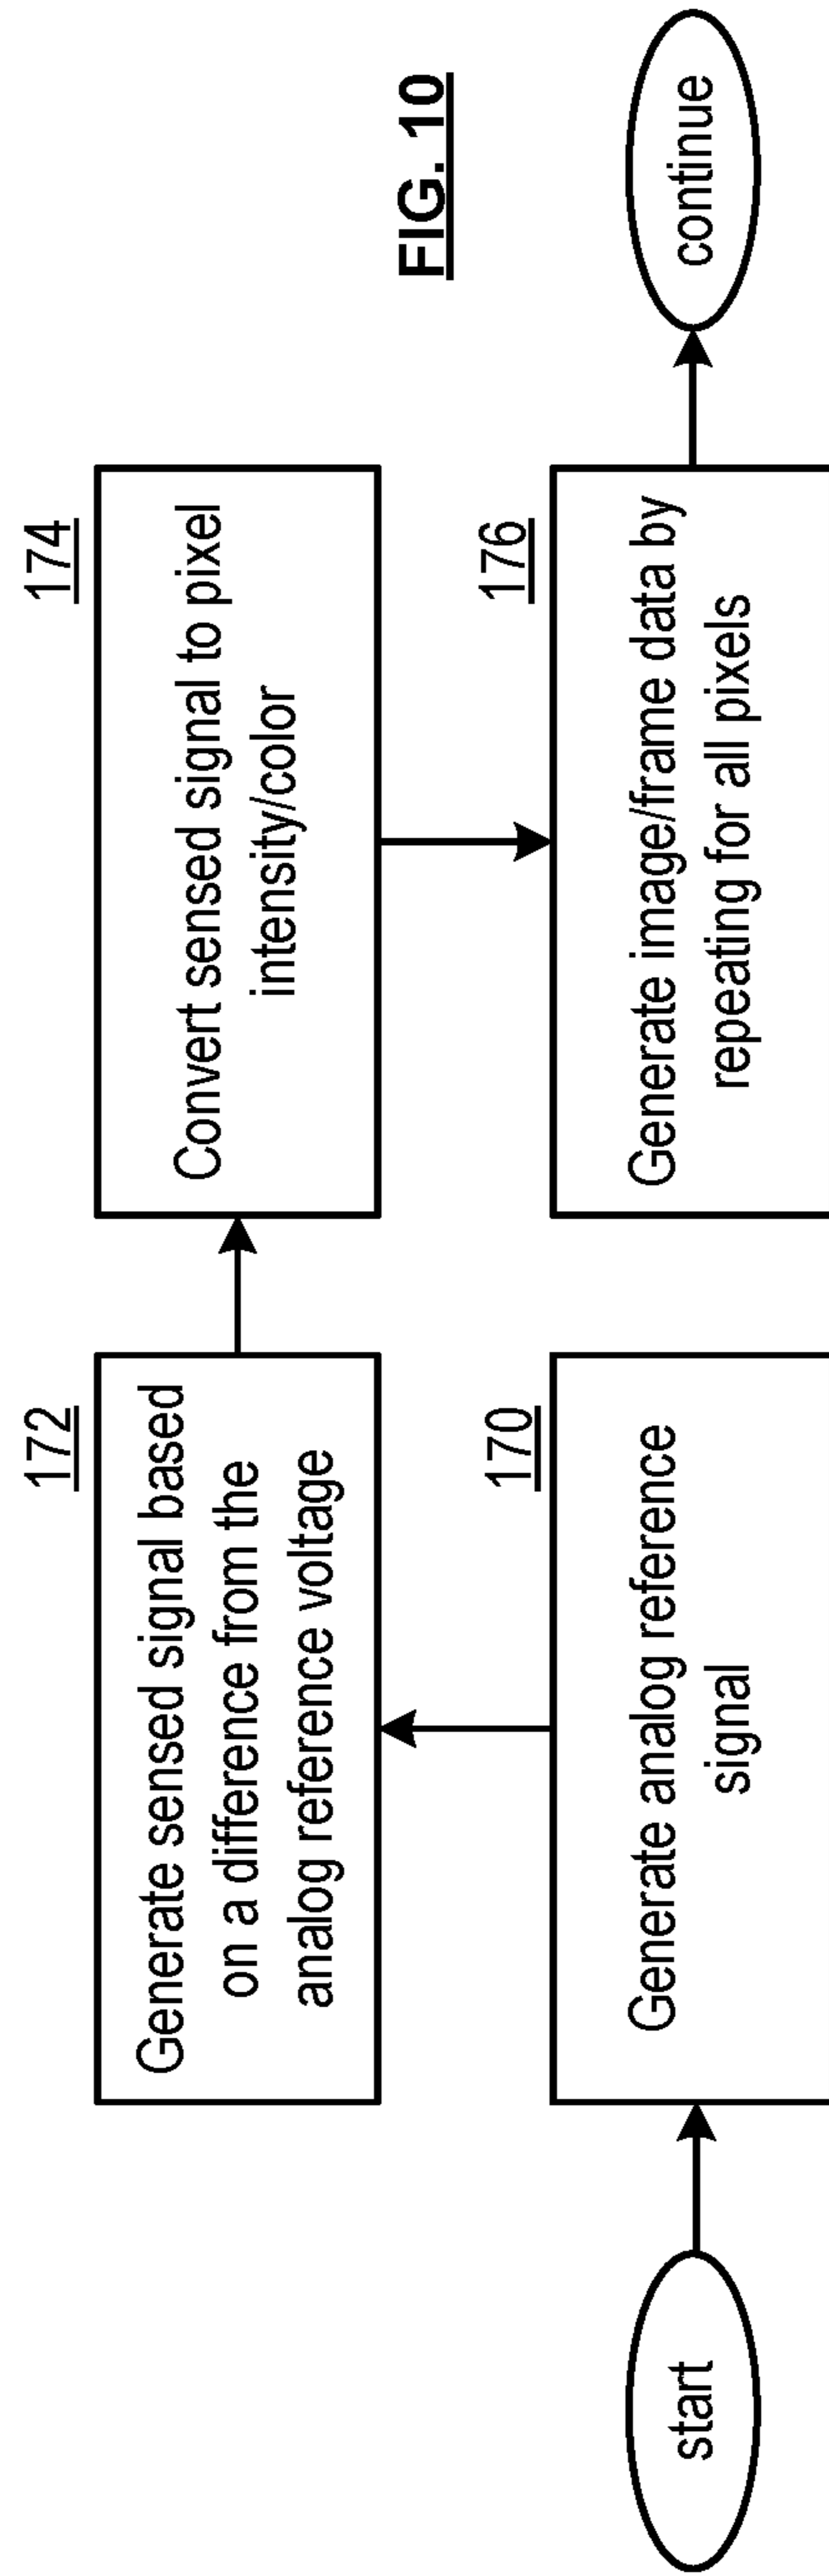 172
Generate sensed signal based
on a difference from the
analog reference voltage
174
Convert sensed signal to pixel
intensity/color
FIG. 10
start
170
Generate analog reference
signal
176
Generate image/frame data by
repeating for all pixels
continue